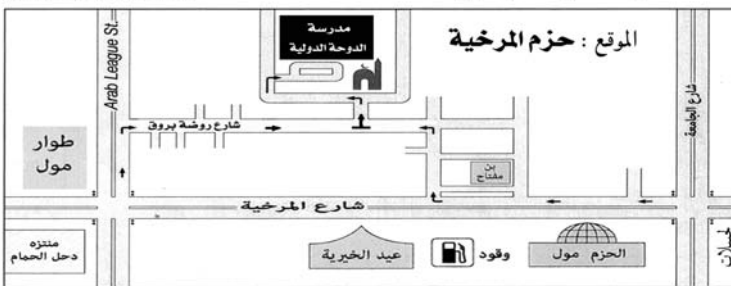 الموقع : حزم المرخية
مدرسة
الدوحة الدولية
Arab League St.
شارع الجامعة
شارع روضة بروق
طوار
مول
بن
مفتاح
شارع المرخية
منتزه
دحل الحمام
عيد الخيرية
وقود
الحزم مول